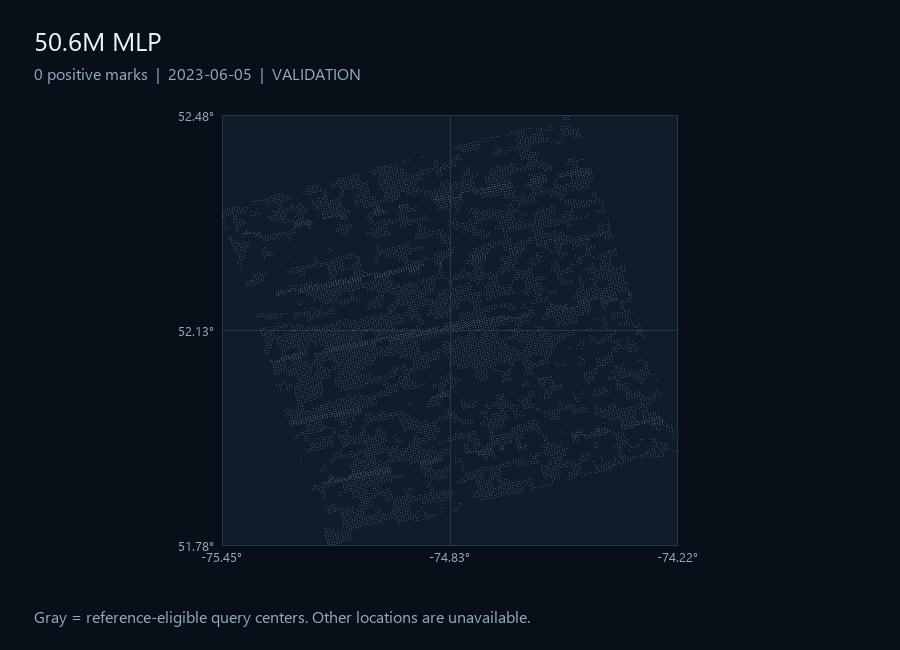 50.6M MLP
0 positive marks | 2023-06-05 | VALIDATION
52.48°
52.13°
51.78°
-75.45°
-74.83°
-74.22°
Gray = reference-eligible query centers. Other locations are unavailable.